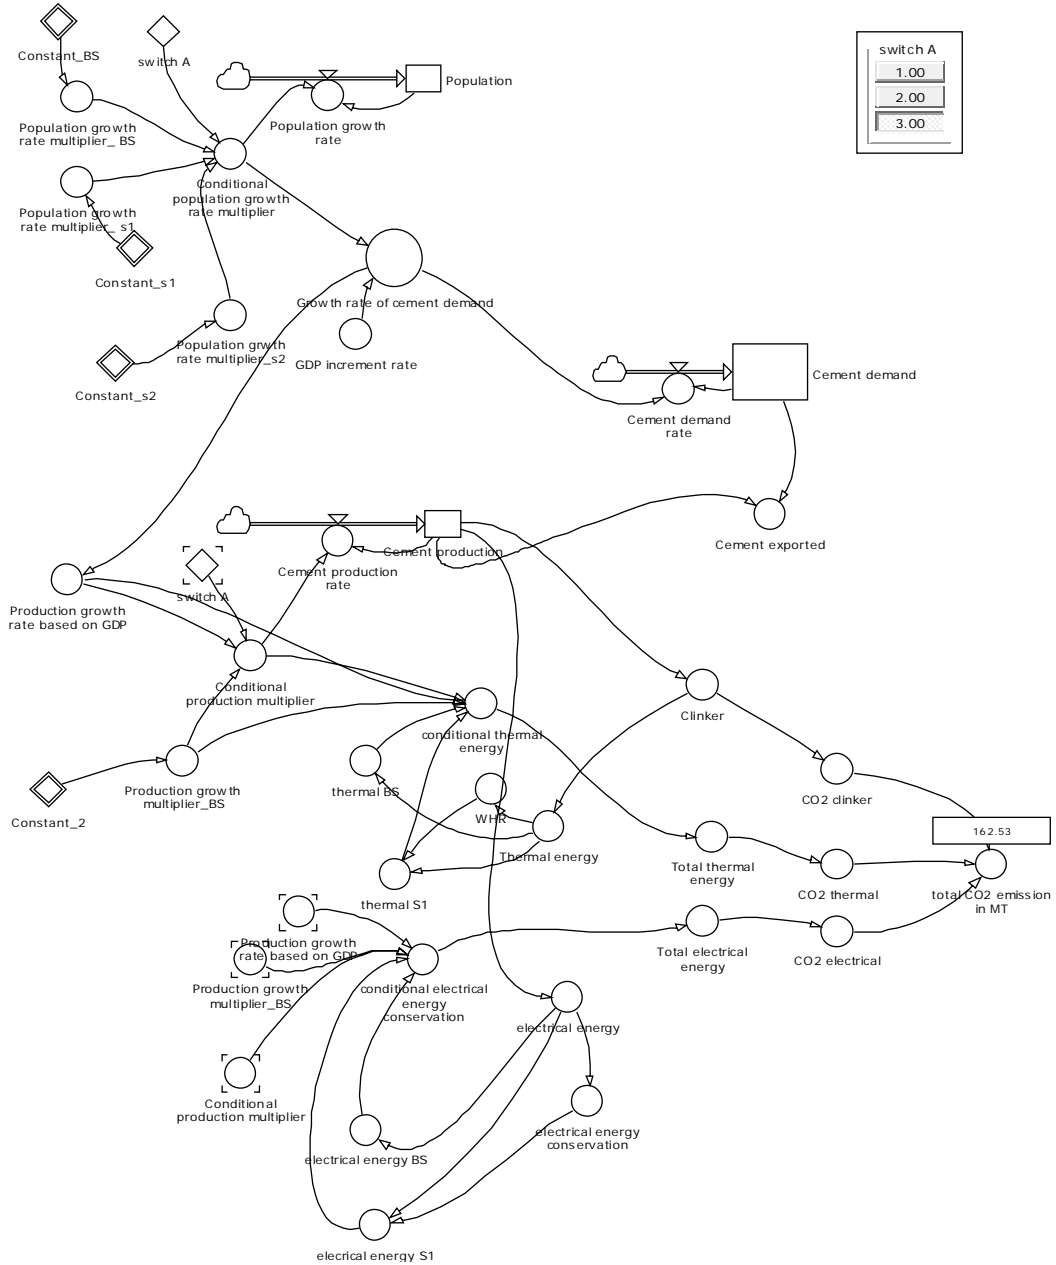 Constant_BS
switch A
Population
switch A
1.00
2.00
3.00
Population growth
rate multiplier_ BS
Population growth
rate
Conditional
population growth
rate multiplier
Population growth
rate multiplier_ s1
Constant_s1
Growth rate of cement demand
Population grwth
rate multiplier_s2
GDP increment rate
Constant_s2
Cement demand
Cement demand
rate
Cement exported
Cement production
Cement production
rate
switch A
Production growth
rate based on GDP
Conditional
production multiplier
Clinker
conditional thermal
energy
thermal BS
Production growth
multiplier_BS
Constant_2
WHR
CO2 clinker
162.53
Thermal energy
Total thermal
energy
CO2 thermal
total CO2 emission
in MT
thermal S1
Production growth
rate based on GDP
Total electrical
energy
CO2 electrical
Production growth
multiplier_BS
conditional electrical
energy
conservation
electrical energy
Conditional
production multiplier
electrical energy
conservation
electrical energy BS
elecrical energy S1